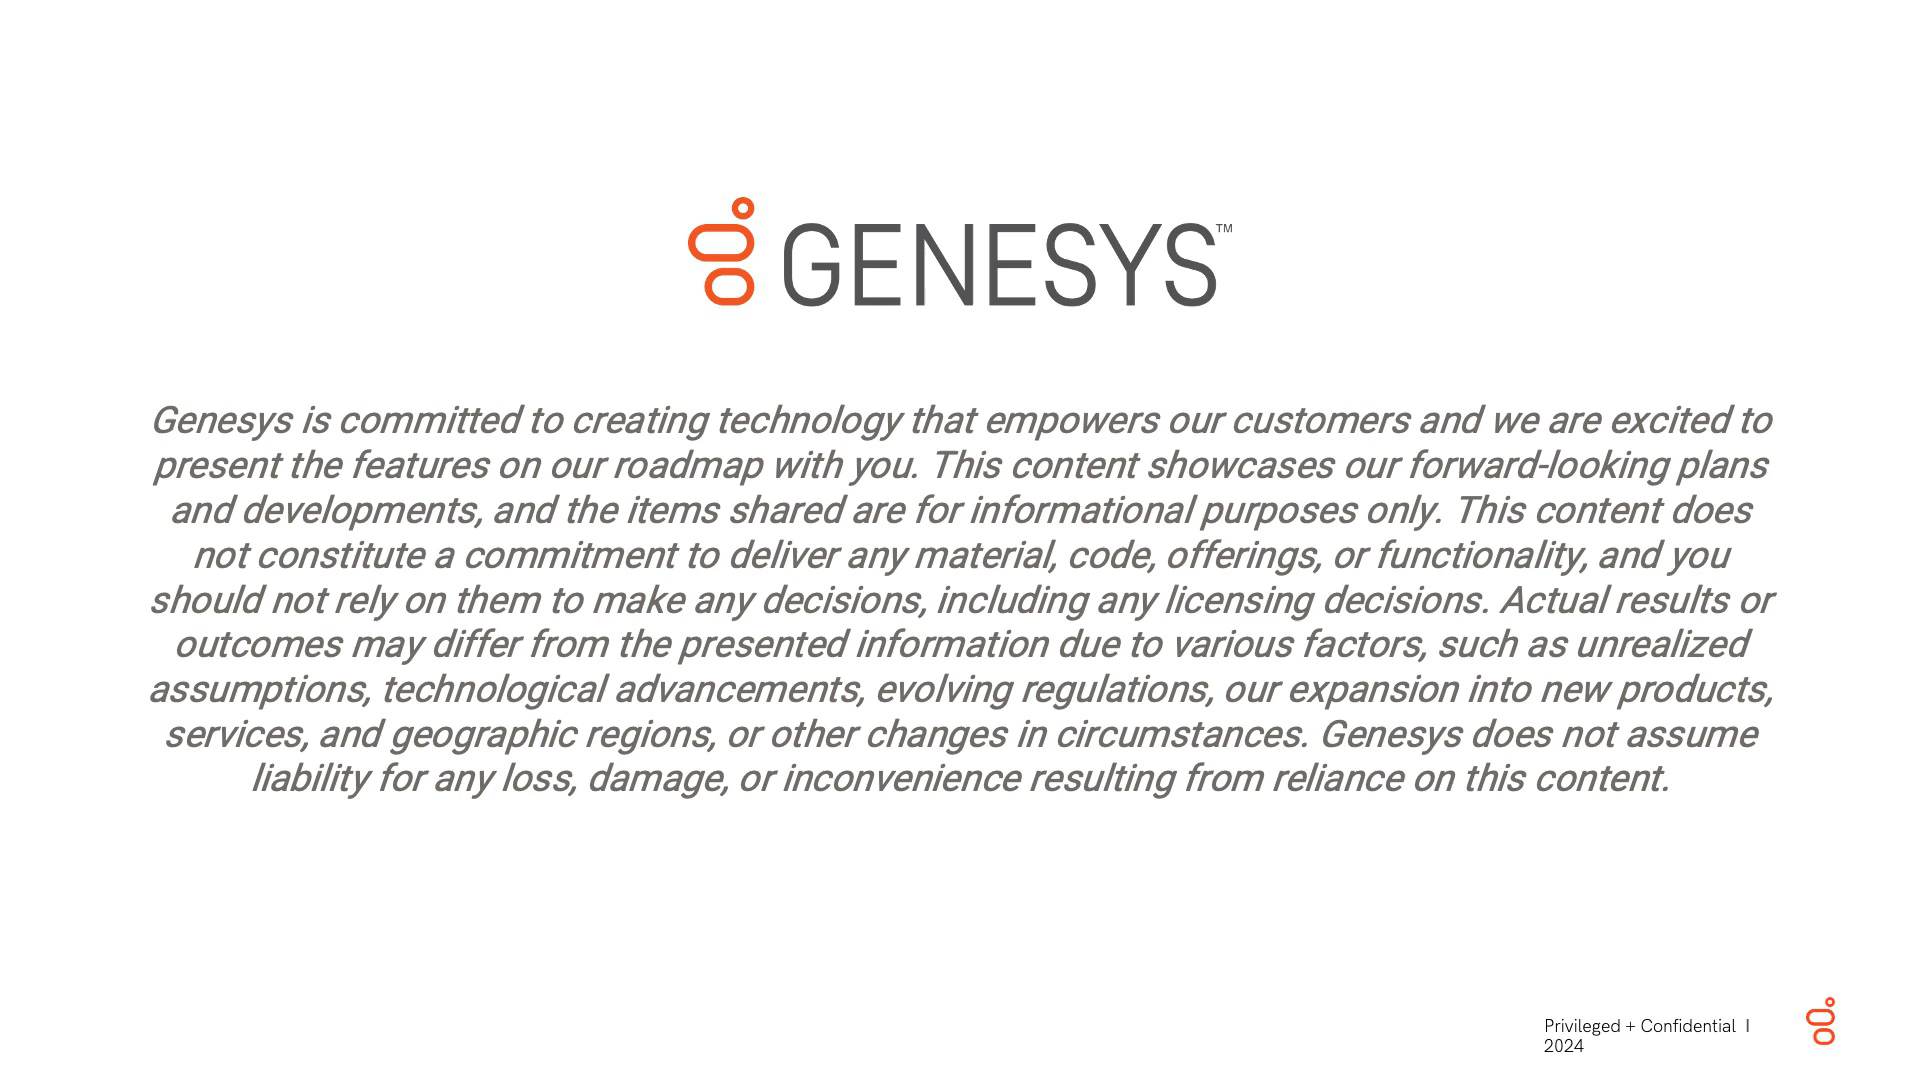 GENESYS™
Genesys is committed to creating technology that empowers our customers and we are excited to
present the features on our roadmap with you. This content showcases our forward-looking plans
and developments, and the items shared are for informational purposes only. This content does
not constitute a commitment to deliver any material, code, offerings, or functionality, and you
should not rely on them to make any decisions, including any licensing decisions. Actual results or
outcomes may differ from the presented information due to various factors, such as unrealized
assumptions, technological advancements, evolving regulations, our expansion into new products,
services, and geographic regions, or other changes in circumstances. Genesys does not assume
liability for any loss, damage, or inconvenience resulting from reliance on this content.
Privileged + Confidential I
2024